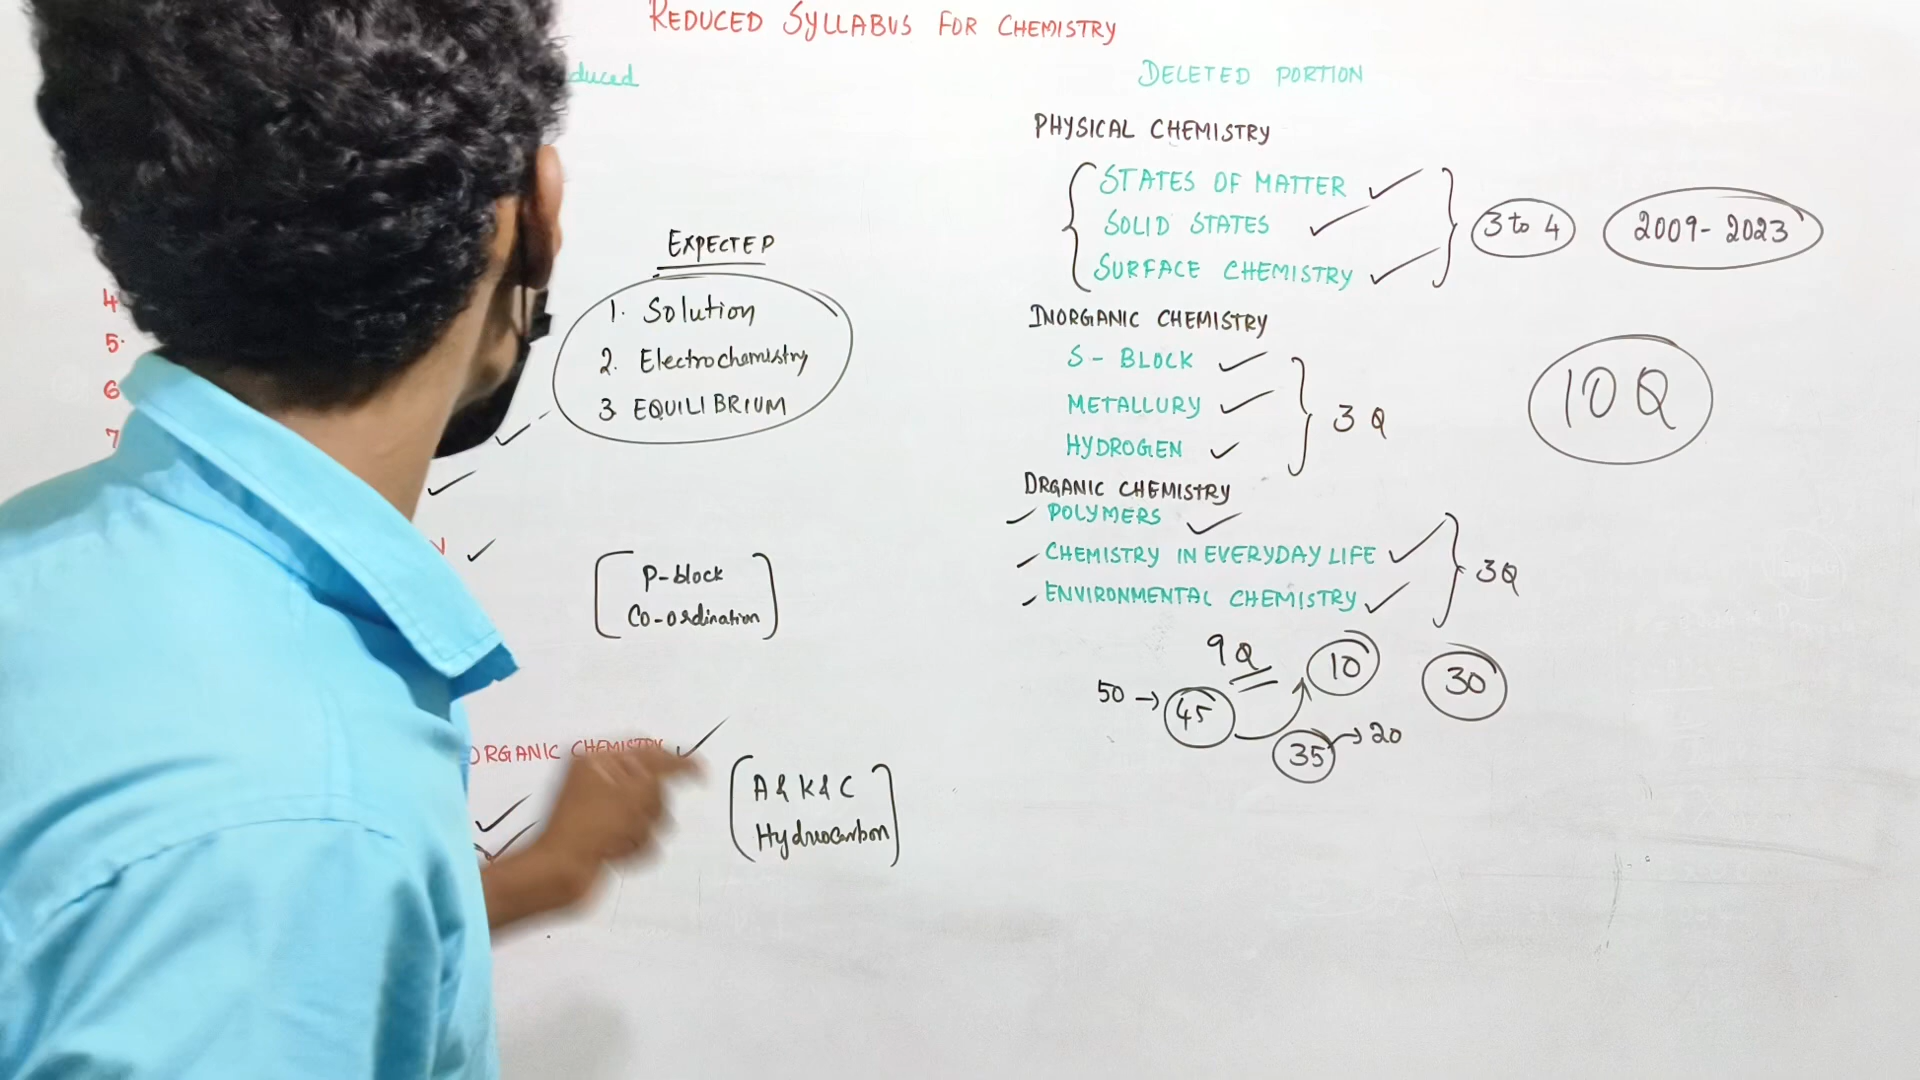 REDUCED SYLLABUS FOR CHEMISTRY
duced
4
5.
6
7
EXPECTED
1. Solution
2. Electrochemistry
3 EQUILIBRIUM
P-block
Co-ordination
ORGANIC CHEMISTRY
A & K & C
Hydrocarbon
DELETED PORTION
PHYSICAL CHEMISTRY
STATES OF MATTER
SOLID STATES
SURFACE CHEMISTRY
3 to 4
2009-2023
INORGANIC CHEMISTRY
S-BLOCK
METALLURY
HYDROGEN
3 Q
10 Q
ORGANIC CHEMISTRY
POLYMERS
CHEMISTRY IN EVERYDAY LIFE
ENVIRONMENTAL CHEMISTRY
3Q
9Q
10
30
50 → 45
35 → 20